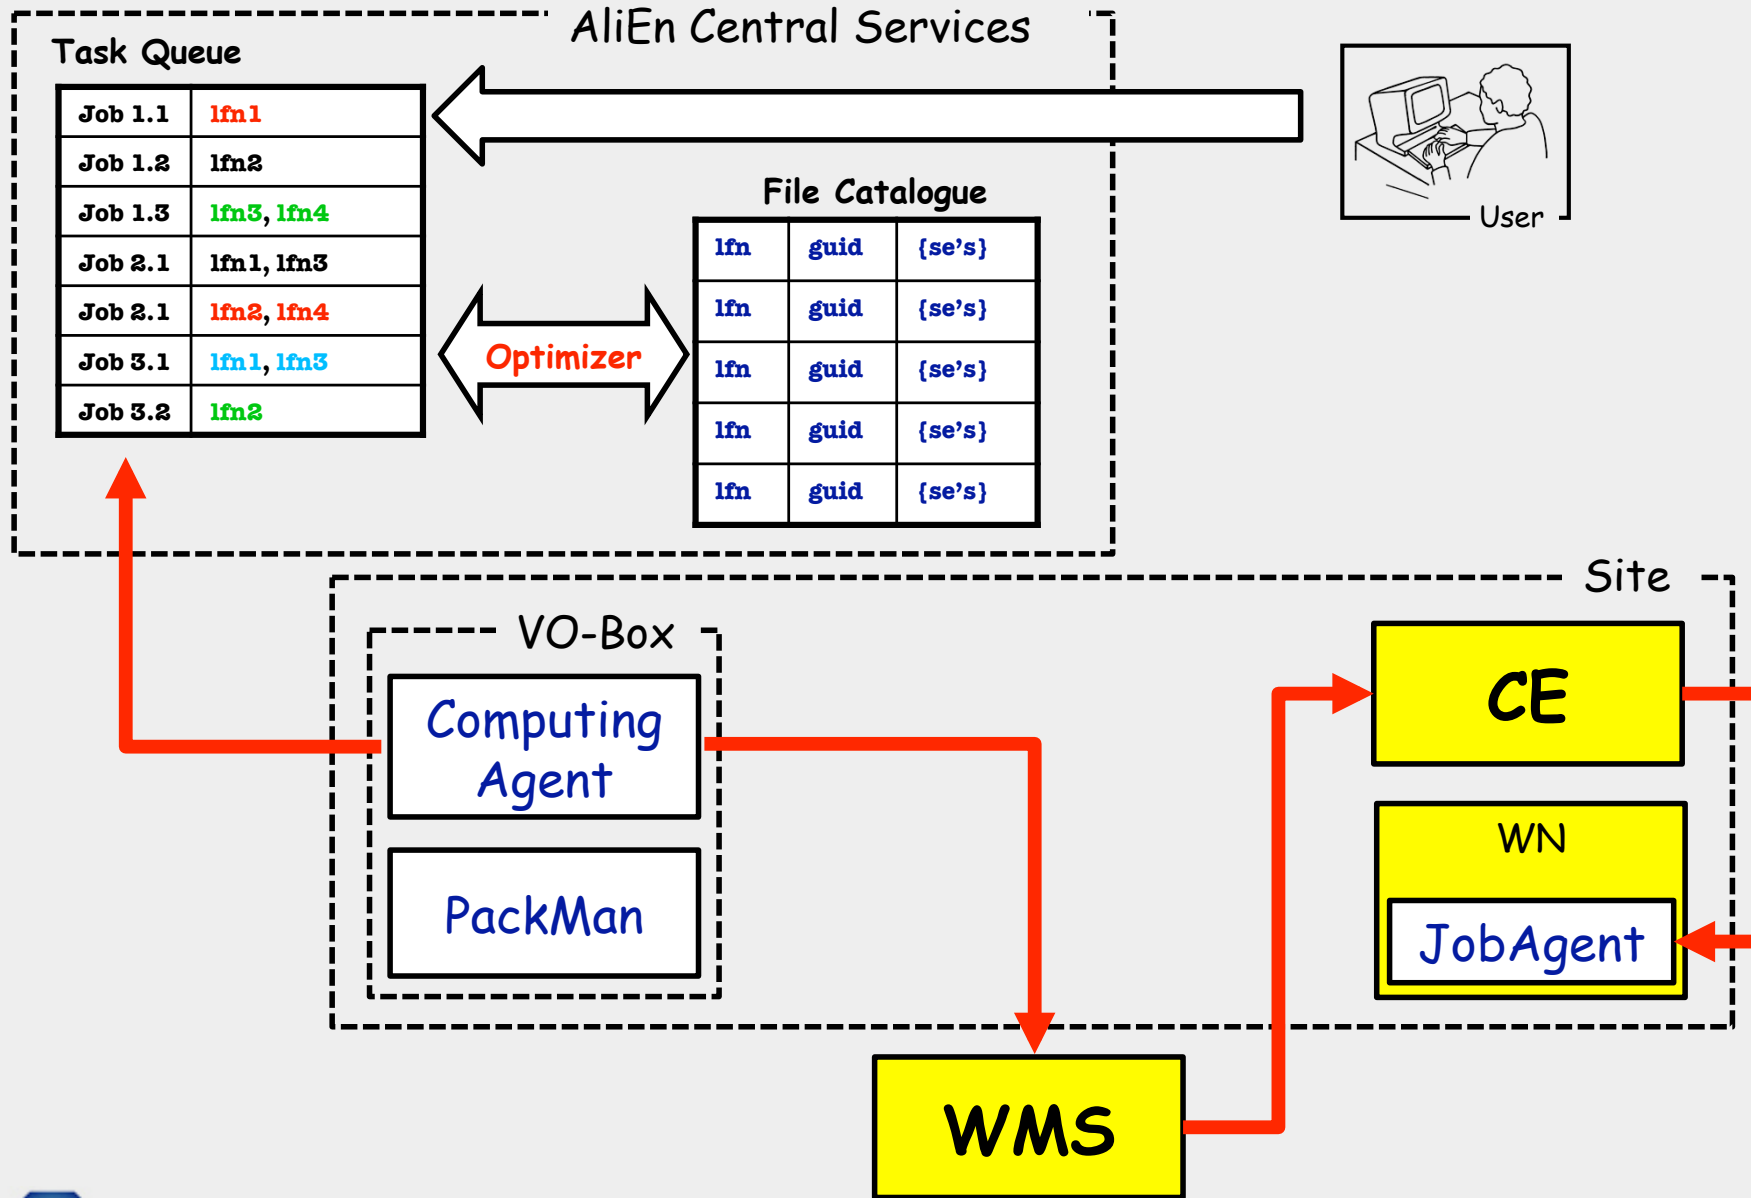 AliEn Central Services
Task Queue
Job 1.1 lfn1
Job 1.2 lfn2
Job 1.3 lfn3, lfn4
Job 2.1 lfn1, lfn3
Job 2.1 lfn2, lfn4
Job 3.1 lfn1, lfn3
Job 3.2 lfn2
Optimizer
File Catalogue
lfn guid {se's}
lfn guid {se's}
lfn guid {se's}
lfn guid {se's}
lfn guid {se's}
User
Site
VO-Box
Computing
Agent
PackMan
CE
WN
JobAgent
WMS